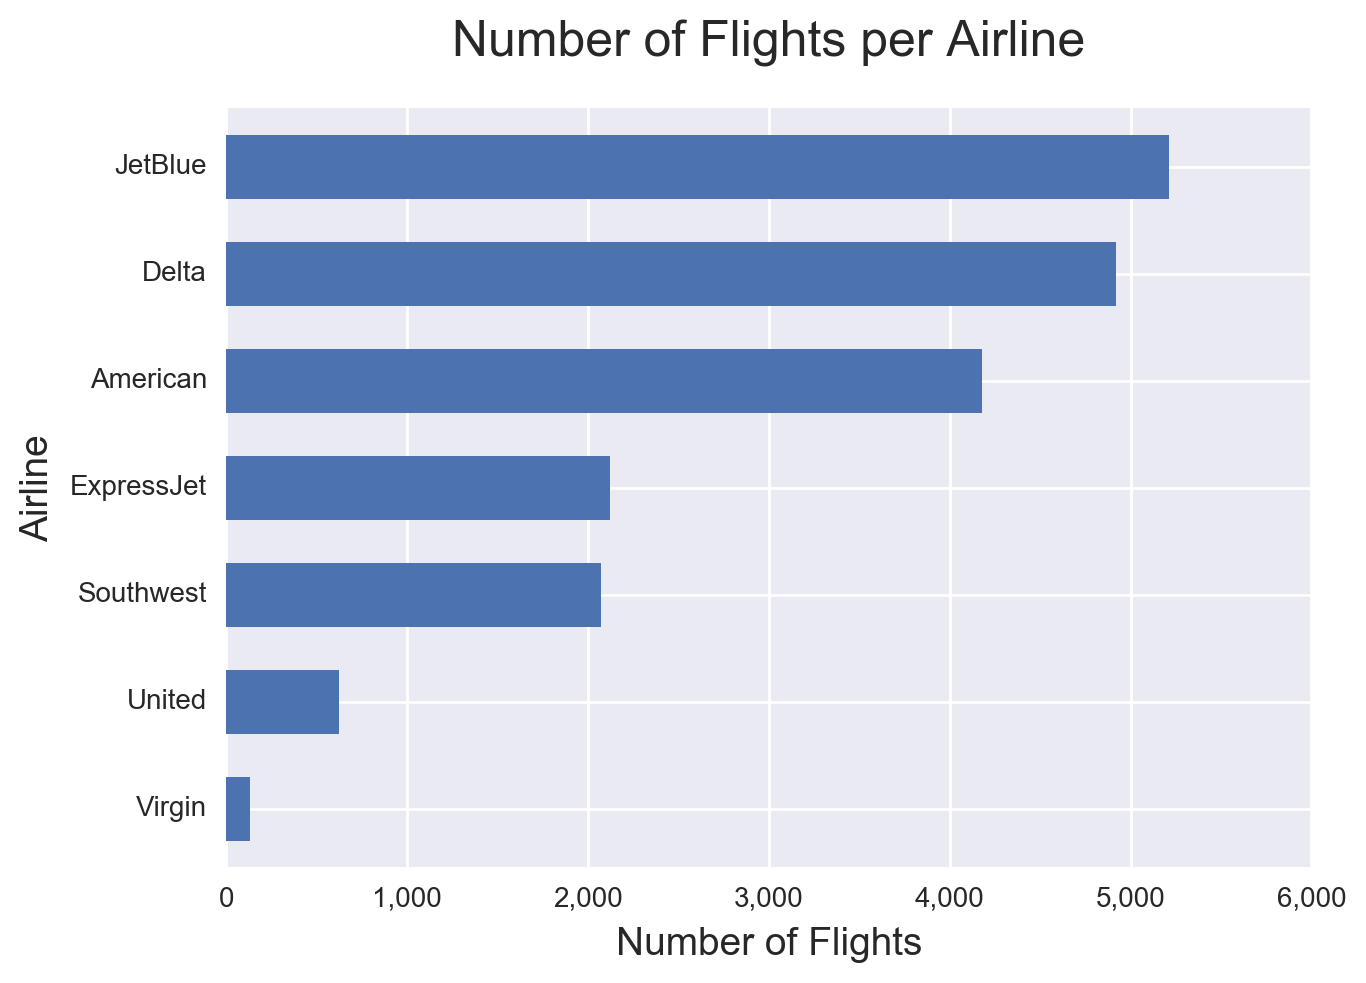 Number of Flights per Airline
JetBlue
Delta
American
ExpressJet
Southwest
United
Virgin
Airline
0 1,000 2,000 3,000 4,000 5,000 6,000
Number of Flights